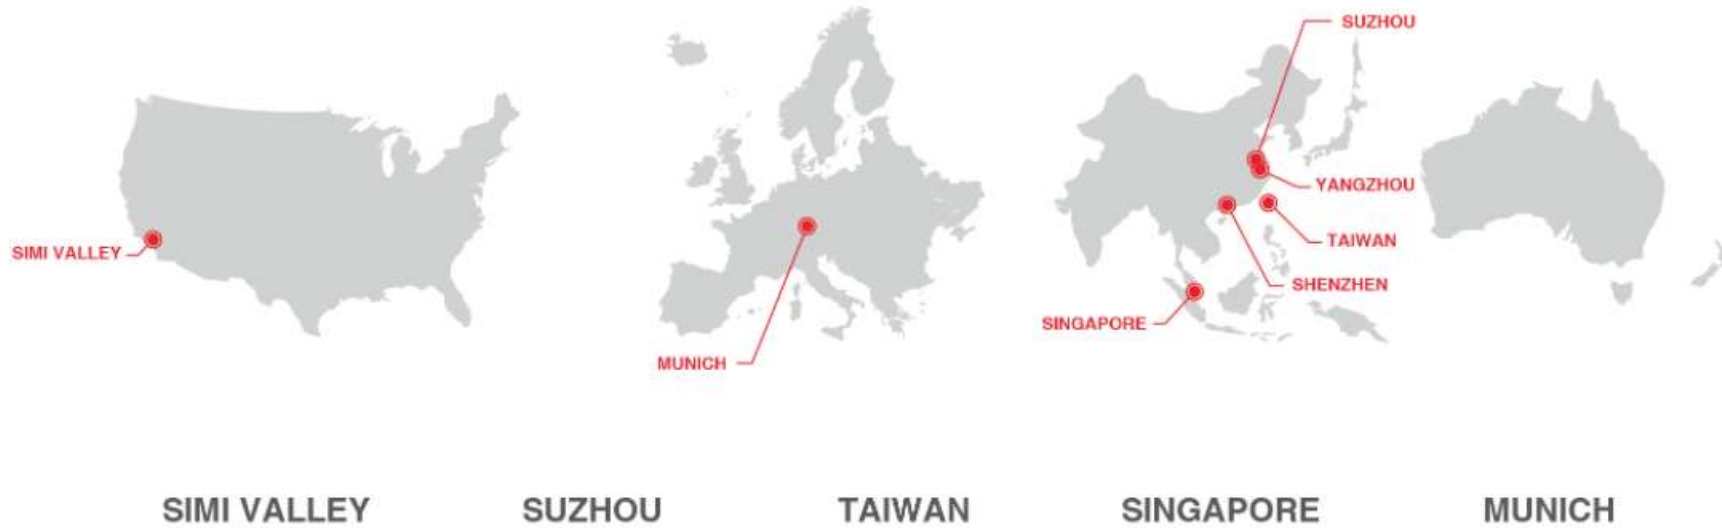 SUZHOU
YANGZHOU
TAIWAN
SIMI VALLEY
SHENZHEN
SINGAPORE
MUNICH
SIMI VALLEY
SUZHOU
TAIWAN
SINGAPORE
MUNICH